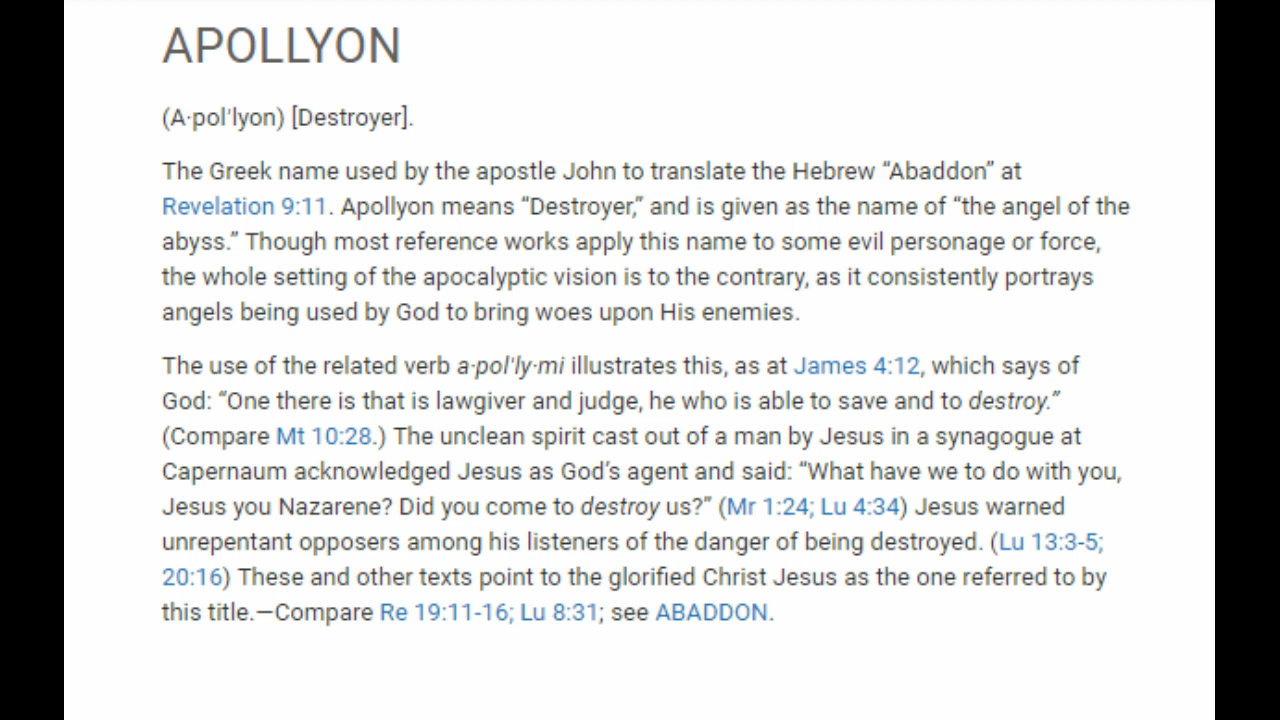 APOLLYON
(A·polʹlyon) [Destroyer].
The Greek name used by the apostle John to translate the Hebrew “Abaddon” at
Revelation 9:11. Apollyon means “Destroyer,” and is given as the name of “the angel of the
abyss.” Though most reference works apply this name to some evil personage or force,
the whole setting of the apocalyptic vision is to the contrary, as it consistently portrays
angels being used by God to bring woes upon His enemies.
The use of the related verb a·polʹly·mi illustrates this, as at James 4:12, which says of
God: “One there is that is lawgiver and judge, he who is able to save and to destroy.”
(Compare Mt 10:28.) The unclean spirit cast out of a man by Jesus in a synagogue at
Capernaum acknowledged Jesus as God’s agent and said: “What have we to do with you,
Jesus you Nazarene? Did you come to destroy us?” (Mr 1:24; Lu 4:34) Jesus warned
unrepentant opposers among his listeners of the danger of being destroyed. (Lu 13:3-5;
20:16) These and other texts point to the glorified Christ Jesus as the one referred to by
this title.—Compare Re 19:11-16; Lu 8:31; see ABADDON.